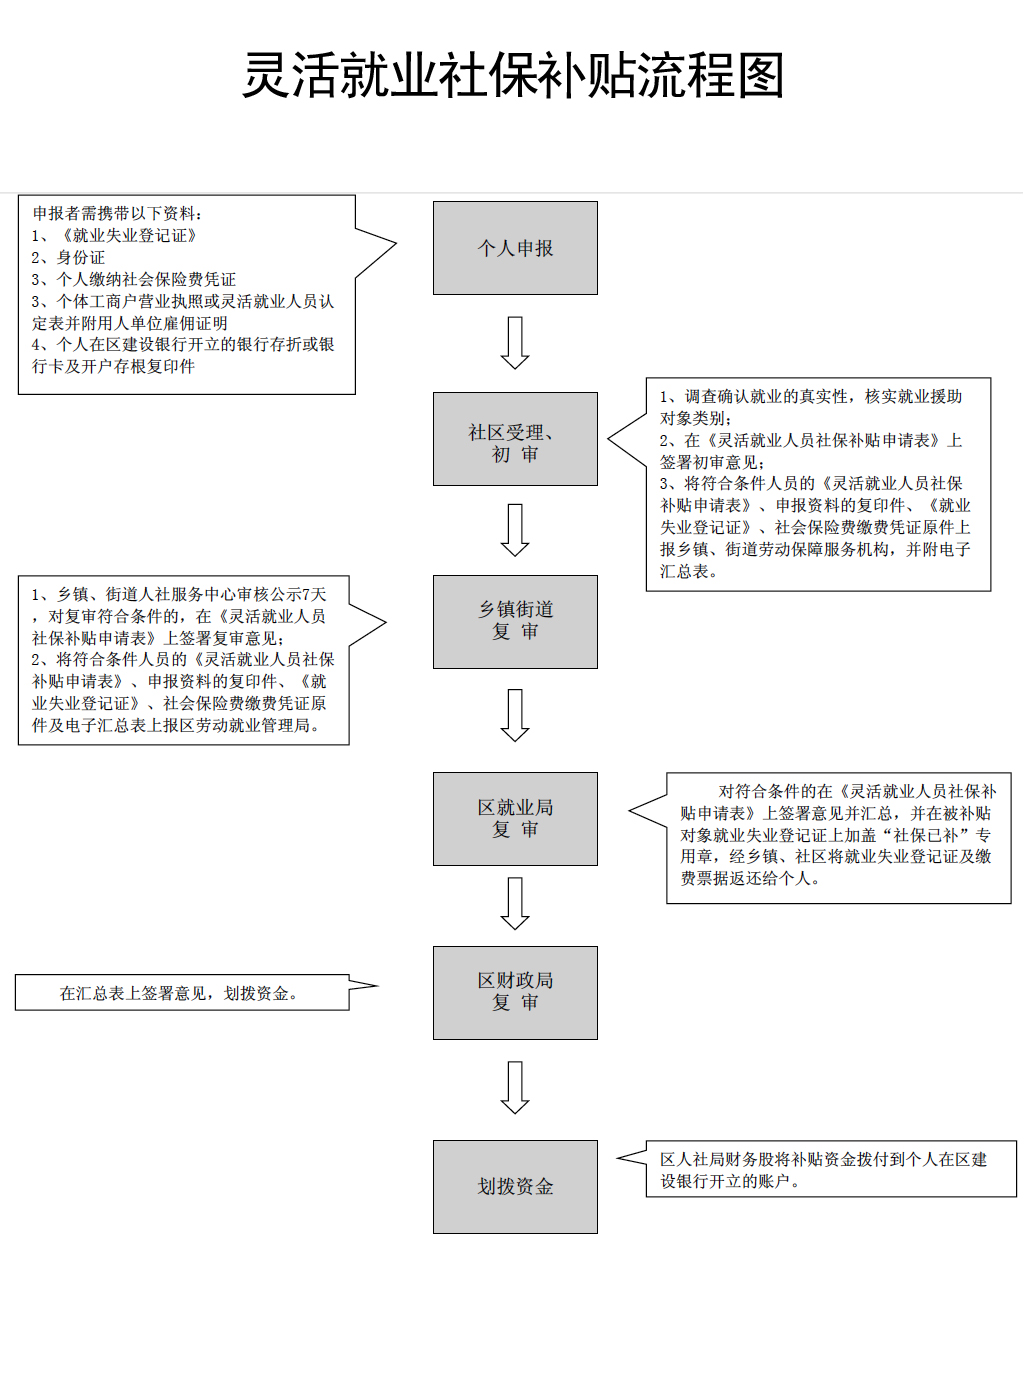 灵活就业社保补贴流程图
申报者需携带以下资料：
1、《就业失业登记证》
2、身份证
3、个人缴纳社会保险费凭证
3、个体工商户营业执照或灵活就业人员认
定表并附用人单位雇佣证明
4、个人在区建设银行开立的银行存折或银
行卡及开户存根复印件
个人申报
社区受理、
初 审
1、调查确认就业的真实性，核实就业援助
对象类别；
2、在《灵活就业人员社保补贴申请表》上
签署初审意见；
3、将符合条件人员的《灵活就业人员社保
补贴申请表》、申报资料的复印件、《就业
失业登记证》、社会保险费缴费凭证原件上
报乡镇、街道劳动保障服务机构，并附电子
汇总表。
1、乡镇、街道人社服务中心审核公示7天
，对复审符合条件的，在《灵活就业人员
社保补贴申请表》上签署复审意见；
2、将符合条件人员的《灵活就业人员社保
补贴申请表》、申报资料的复印件、《就
业失业登记证》、社会保险费缴费凭证原
件及电子汇总表上报区劳动就业管理局。
乡镇街道
复 审
区就业局
复 审
对符合条件的在《灵活就业人员社保补
贴申请表》上签署意见并汇总，并在被补贴
对象就业失业登记证上加盖“社保已补”专
用章，经乡镇、社区将就业失业登记证及缴
费票据返还给个人。
区财政局
复 审
在汇总表上签署意见，划拨资金。
划拨资金
区人社局财务股将补贴资金拨付到个人在区建
设银行开立的账户。